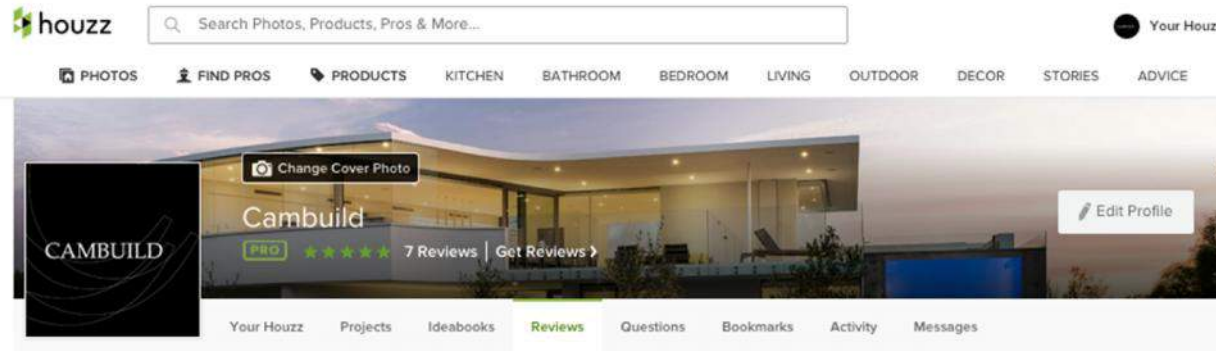 houzz Search Photos, Products, Pros & More... Your Houz
PHOTOS FIND PROS PRODUCTS KITCHEN BATHROOM BEDROOM LIVING OUTDOOR DECOR STORIES ADVICE
Change Cover Photo
Cambuild
Edit Profile
PRO 7 Reviews | Get Reviews >
CAMBUILD
Your Houzz Projects Ideabooks Reviews Questions Bookmarks Activity Messages